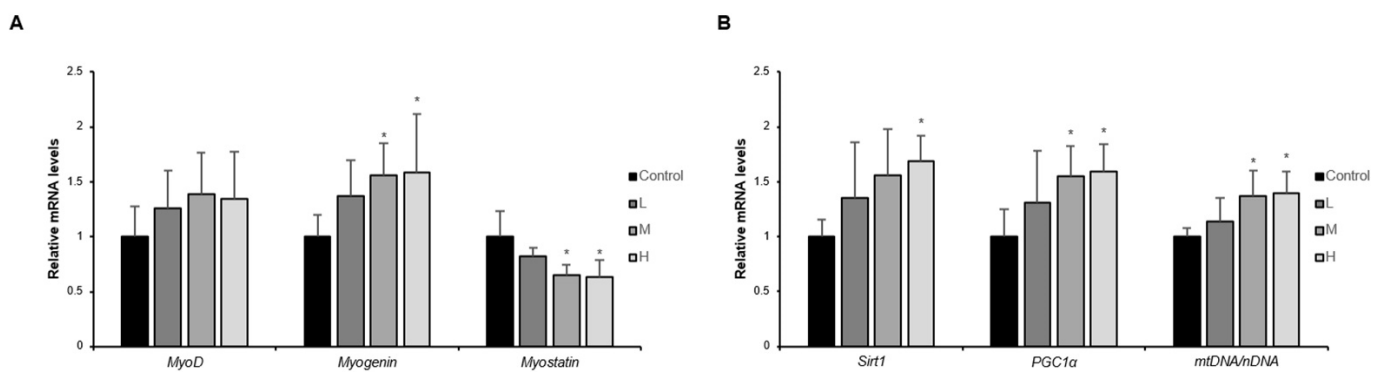 A
Relative mRNA levels
2.5
2
1.5
1
0.5
0
*
*
*
*
MyoD
Myogenin
Myostatin
Control
L
M
H
B
Relative mRNA levels
2.5
2
1.5
1
0.5
0
*
*
*
*
*
Sirt1
PGC1α
mtDNA/nDNA
Control
L
M
H